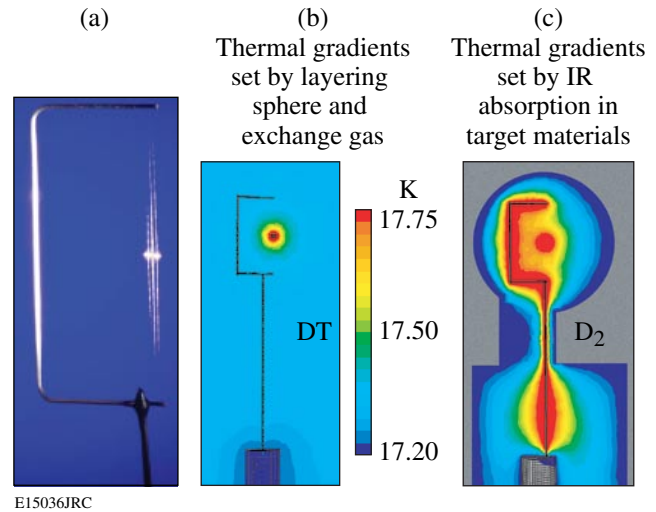 (a)
(b)
(c)
Thermal gradients
set by layering
sphere and
exchange gas
Thermal gradients
set by IR
absorption in
target materials
K
17.75
17.50
17.20
DT
D₂
E15036JRC